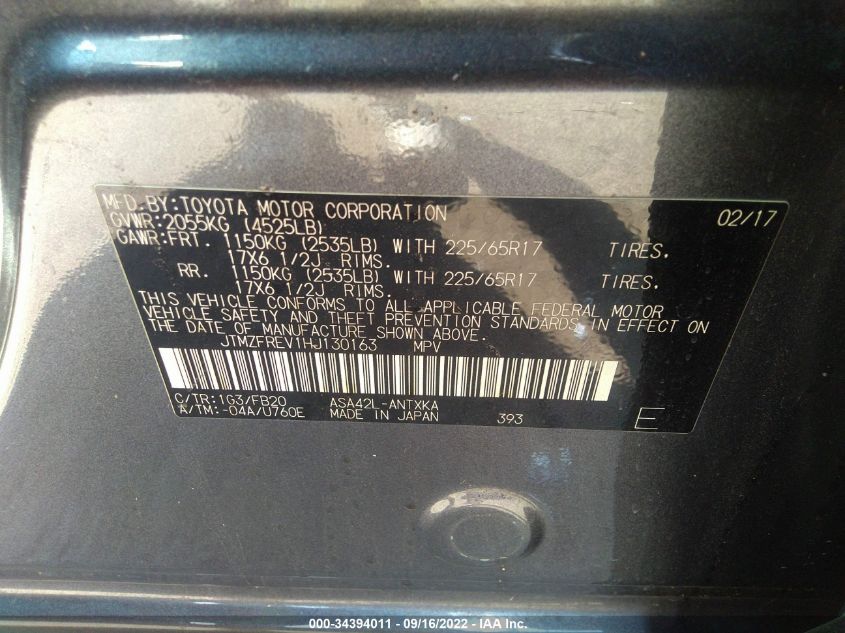 MFD.BY:TOYOTA MOTOR CORPORATION 02/17
GVWR:2055KG (4525LB)
GAWR:FRT. 1150KG (2535LB) WITH 225/65R17 TIRES.
17X6 1/2J RIMS.
RR. 1150KG (2535LB) WITH 225/65R17 TIRES.
17X6 1/2J RIMS.
THIS VEHICLE CONFORMS TO ALL APPLICABLE FEDERAL MOTOR
VEHICLE SAFETY AND THEFT PREVENTION STANDARDS IN EFFECT ON
THE DATE OF MANUFACTURE SHOWN ABOVE.
JTMZFREV1HJ130163 MPV
C/TR:1G3/FB20 ASA42L-ANTXKA
A/TM:-04A/U760E MADE IN JAPAN 393 E
000-34394011 - 09/16/2022 - IAA Inc.